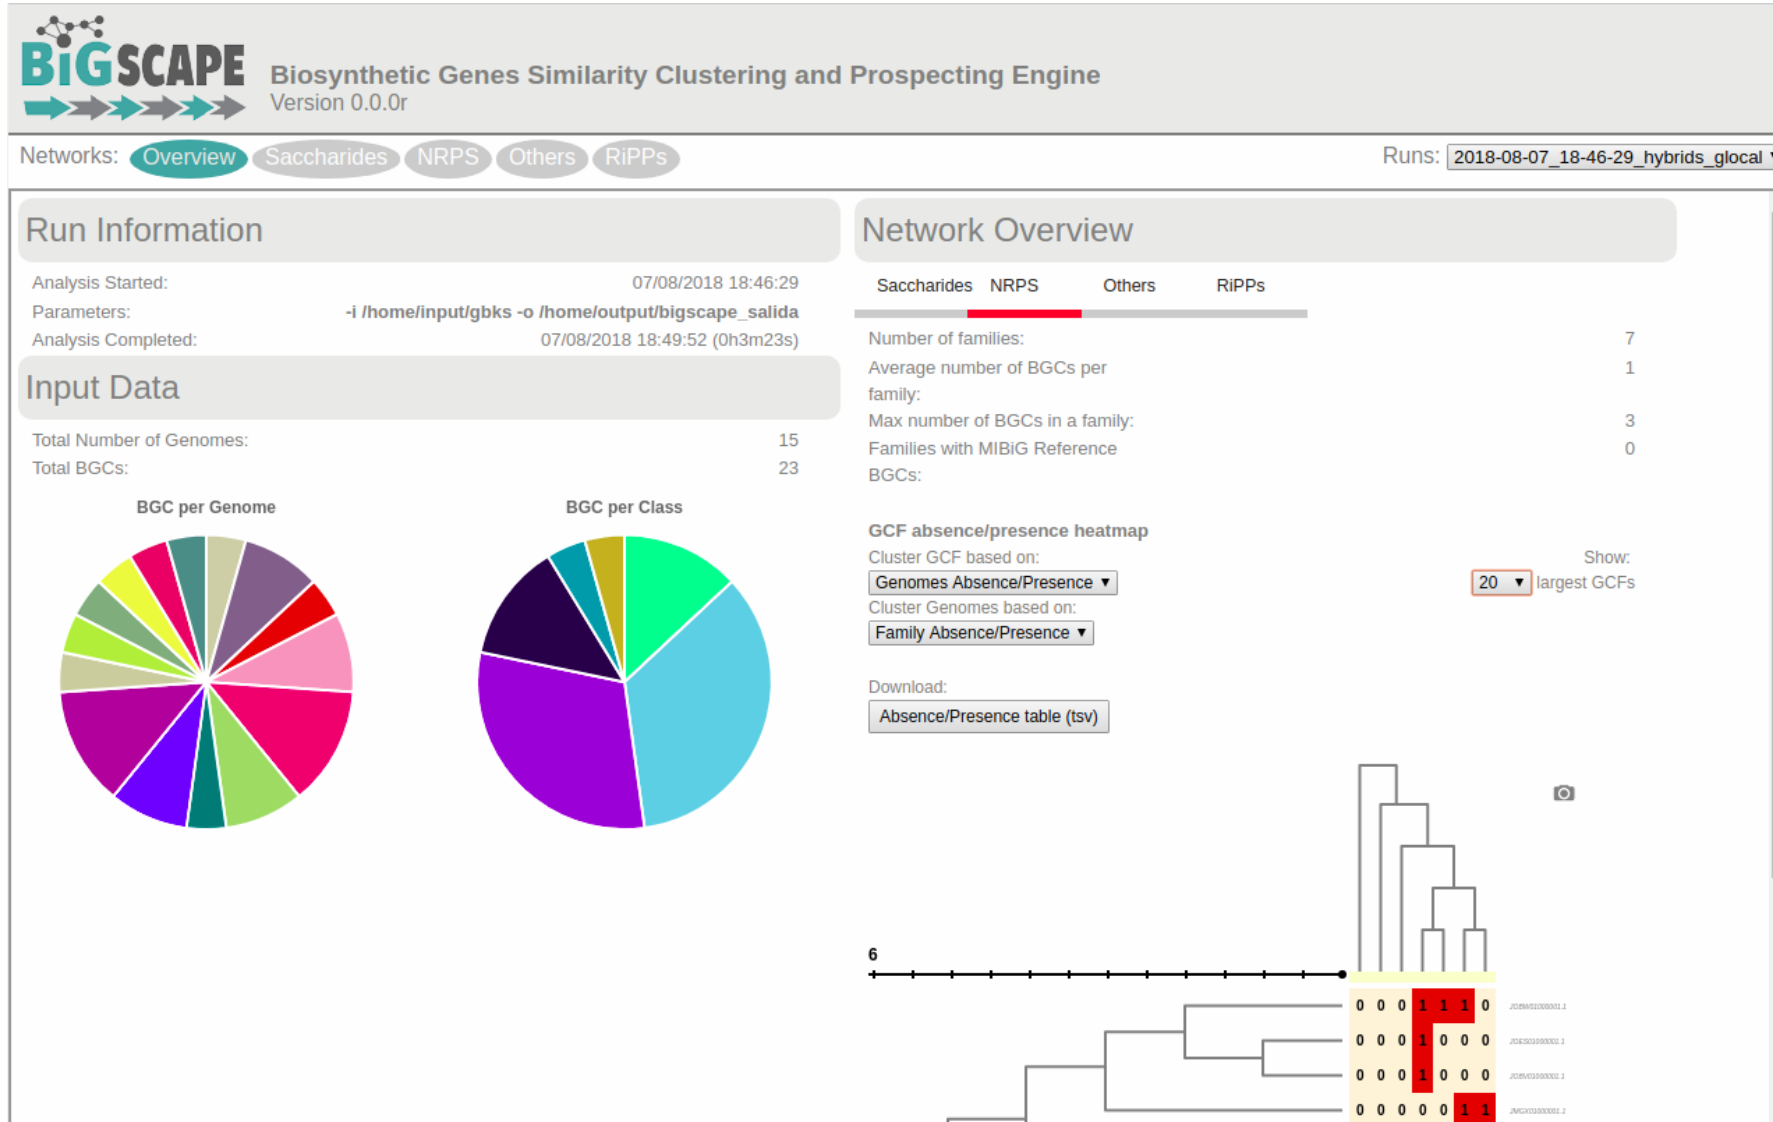 BiGSCAPE
Biosynthetic Genes Similarity Clustering and Prospecting Engine
Version 0.0.0r
Networks: Overview Saccharides NRPS Others RiPPs
Runs: 2018-08-07_18-46-29_hybrids_glocal
Run Information
Analysis Started: 07/08/2018 18:46:29
Parameters: -i /home/input/gbks -o /home/output/bigscape_salida
Analysis Completed: 07/08/2018 18:49:52 (0h3m23s)
Input Data
Total Number of Genomes: 15
Total BGCs: 23
BGC per Genome
BGC per Class
Network Overview
Saccharides NRPS Others RiPPs
Number of families: 7
Average number of BGCs per 1
family:
Max number of BGCs in a family: 3
Families with MIBiG Reference 0
BGCs:
GCF absence/presence heatmap
Cluster GCF based on: Show:
Genomes Absence/Presence 20 largest GCFs
Cluster Genomes based on:
Family Absence/Presence
Download:
Absence/Presence table (tsv)
6
0 0 0 1 1 1 0
0 0 0 1 0 0 0
0 0 0 1 0 0 0
0 0 0 0 0 1 1